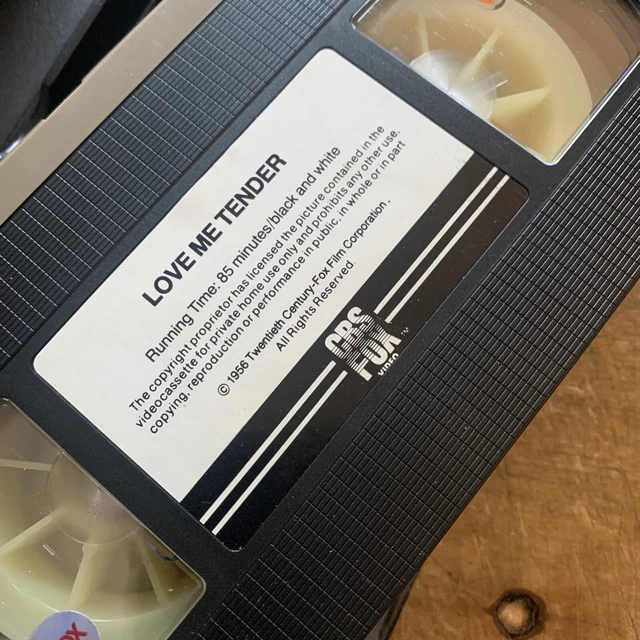 LOVE ME TENDER
Running Time: 85 minutes/black and white
The copyright proprietor has licensed the picture contained in the
videocassette for private home use only and prohibits any other use,
copying, reproduction or performance in public, in whole or in part
© 1956 Twentieth Century-Fox Film Corporation.
All Rights Reserved.
CBS
FOX TM
VIDEO